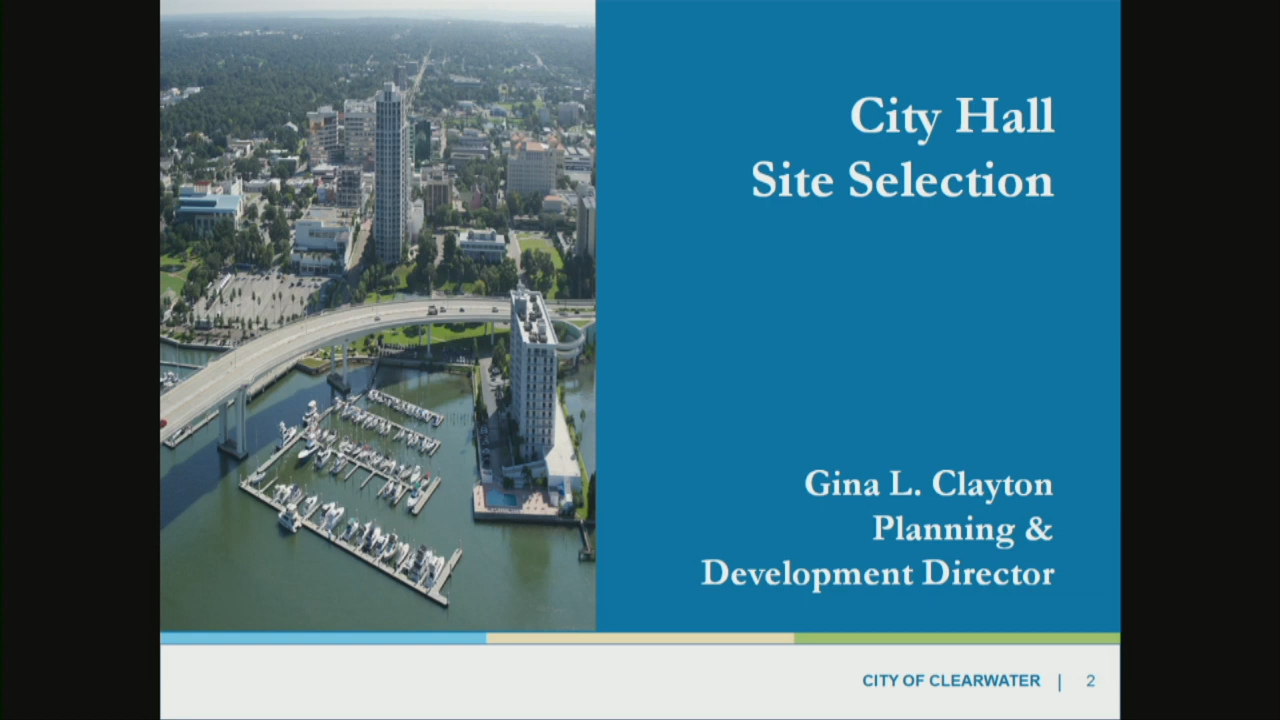 City Hall
Site Selection
Gina L. Clayton
Planning &
Development Director
CITY OF CLEARWATER | 2